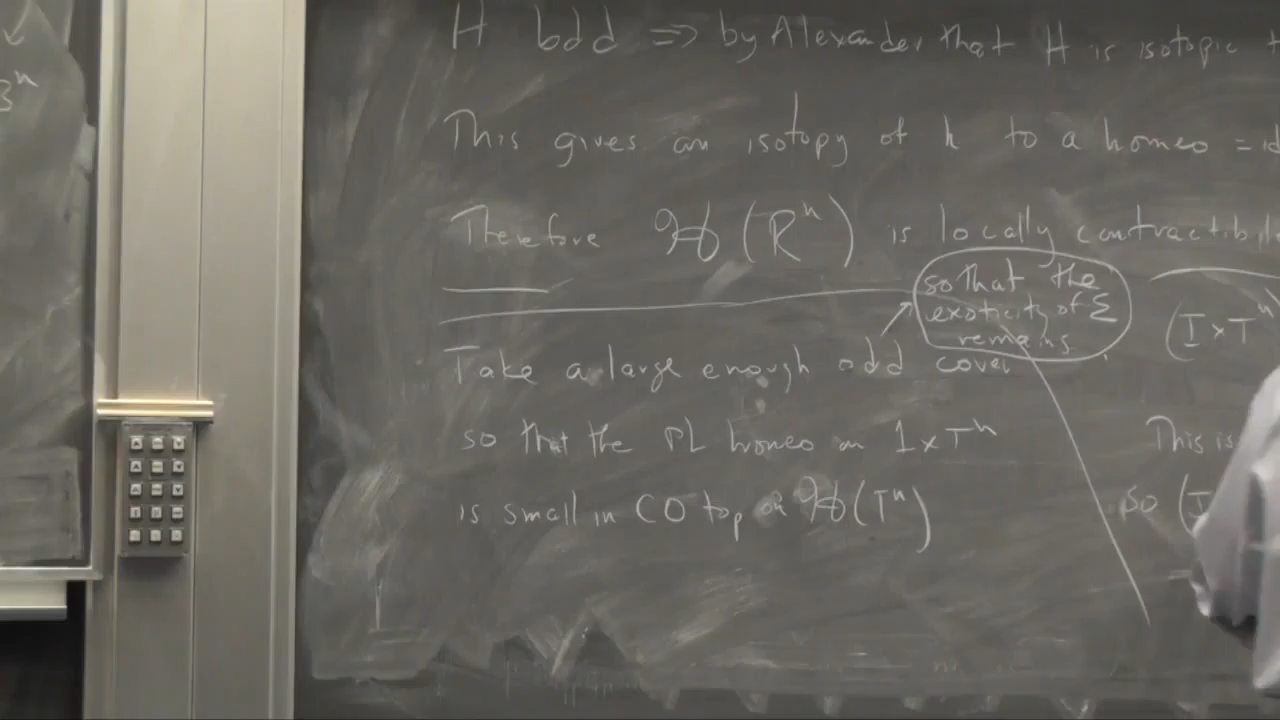 3ⁿ
H bdd ⇒ by Alexander that H is isotopic
This gives an isotopy of h to a homeo = id
Therefore ℋ(Rⁿ) is locally contractible
so that the
exoticity of Σ
remains
Take a large enough odd cover
so that the PL homeo on 1×Tⁿ
is small in CO top on ℋ(Tⁿ)
(I×Tⁿ
This is
so (I